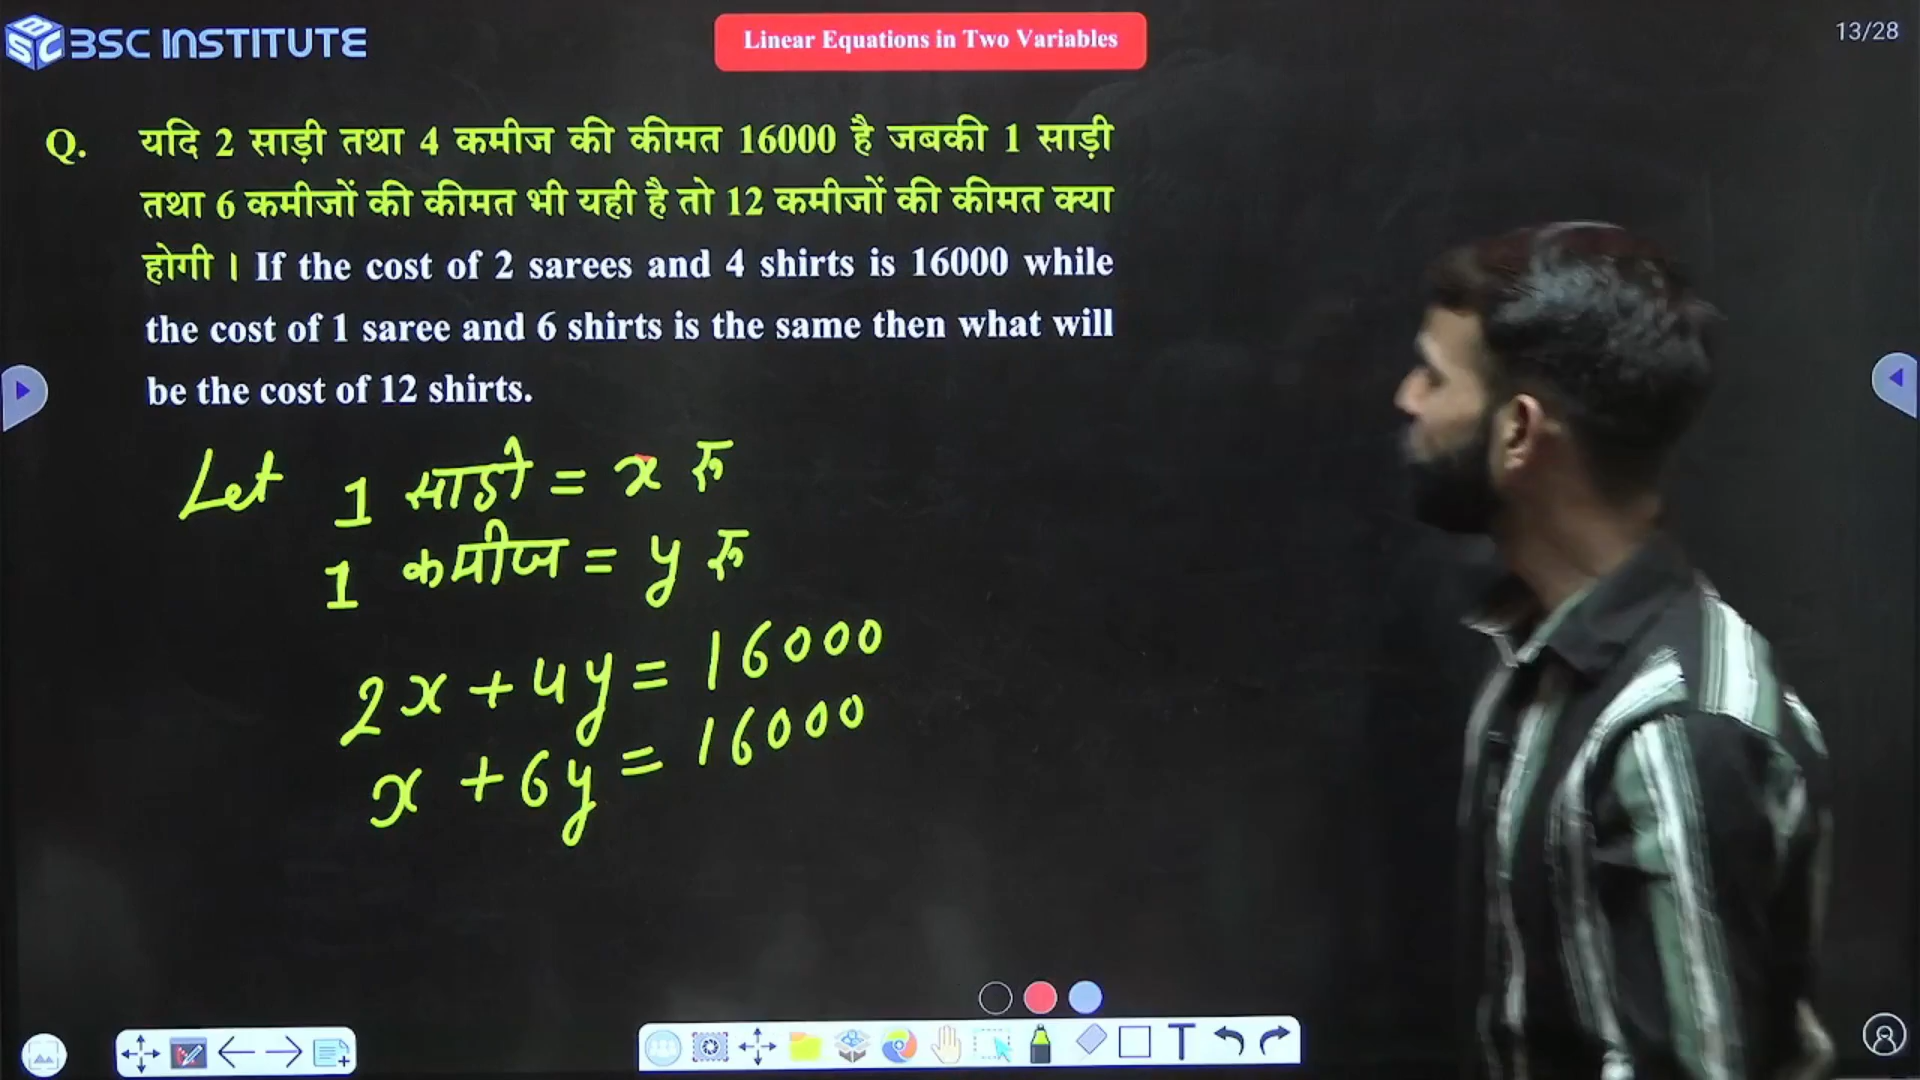 BSC INSTITUTE
Linear Equations in Two Variables
13/28
Q. यदि 2 साड़ी तथा 4 कमीज की कीमत 16000 है जबकी 1 साड़ी
तथा 6 कमीजों की कीमत भी यही है तो 12 कमीजों की कीमत क्या
होगी । If the cost of 2 sarees and 4 shirts is 16000 while
the cost of 1 saree and 6 shirts is the same then what will
be the cost of 12 shirts.
Let 1 साडी = x रु
1 कमीज = y रु
2x + 4y = 16000
x + 6y = 16000